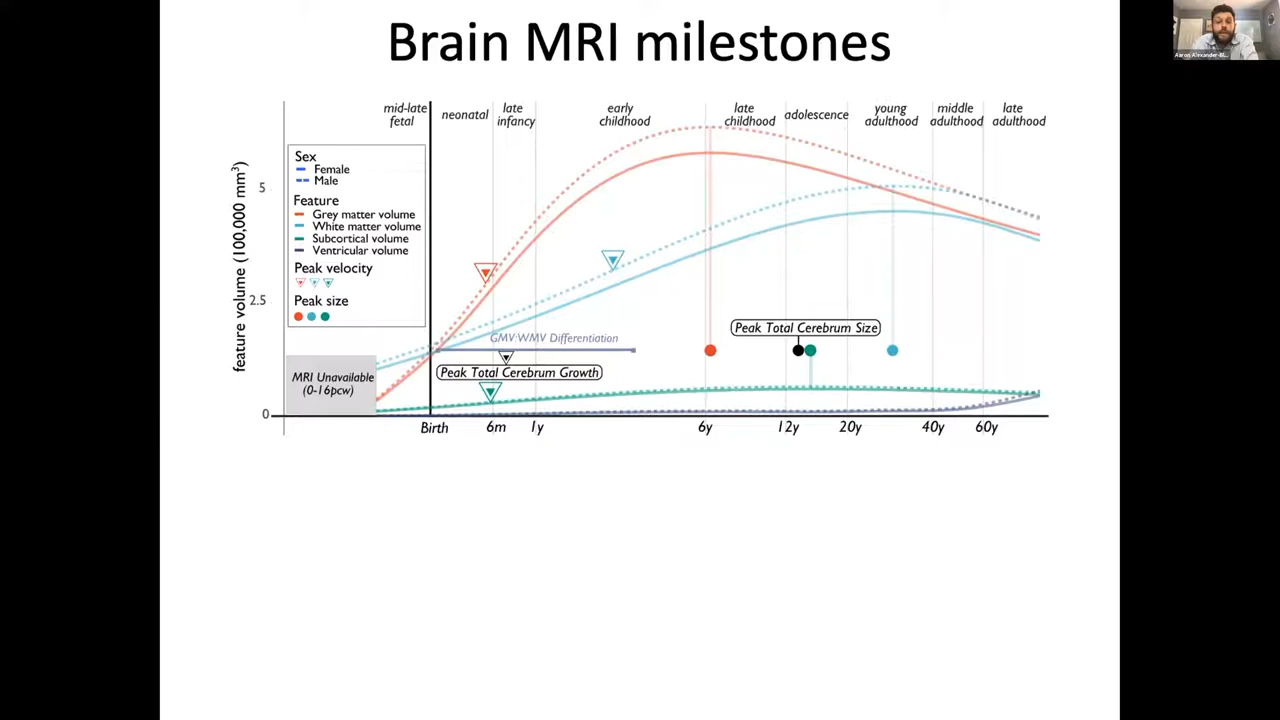 Brain MRI milestones
Aaron Alexander-Bl...
mid-late
fetal
neonatal
late
infancy
early
childhood
late
childhood
adolescence
young
adulthood
middle
adulthood
late
adulthood
feature volume (100,000 mm³)
5
2.5
0
Sex
Female
Male
Feature
Grey matter volume
White matter volume
Subcortical volume
Ventricular volume
Peak velocity
Peak size
MRI Unavailable
(0-16pcw)
GMV:WMV Differentiation
Peak Total Cerebrum Growth
Peak Total Cerebrum Size
Birth
6m
1y
6y
12y
20y
40y
60y